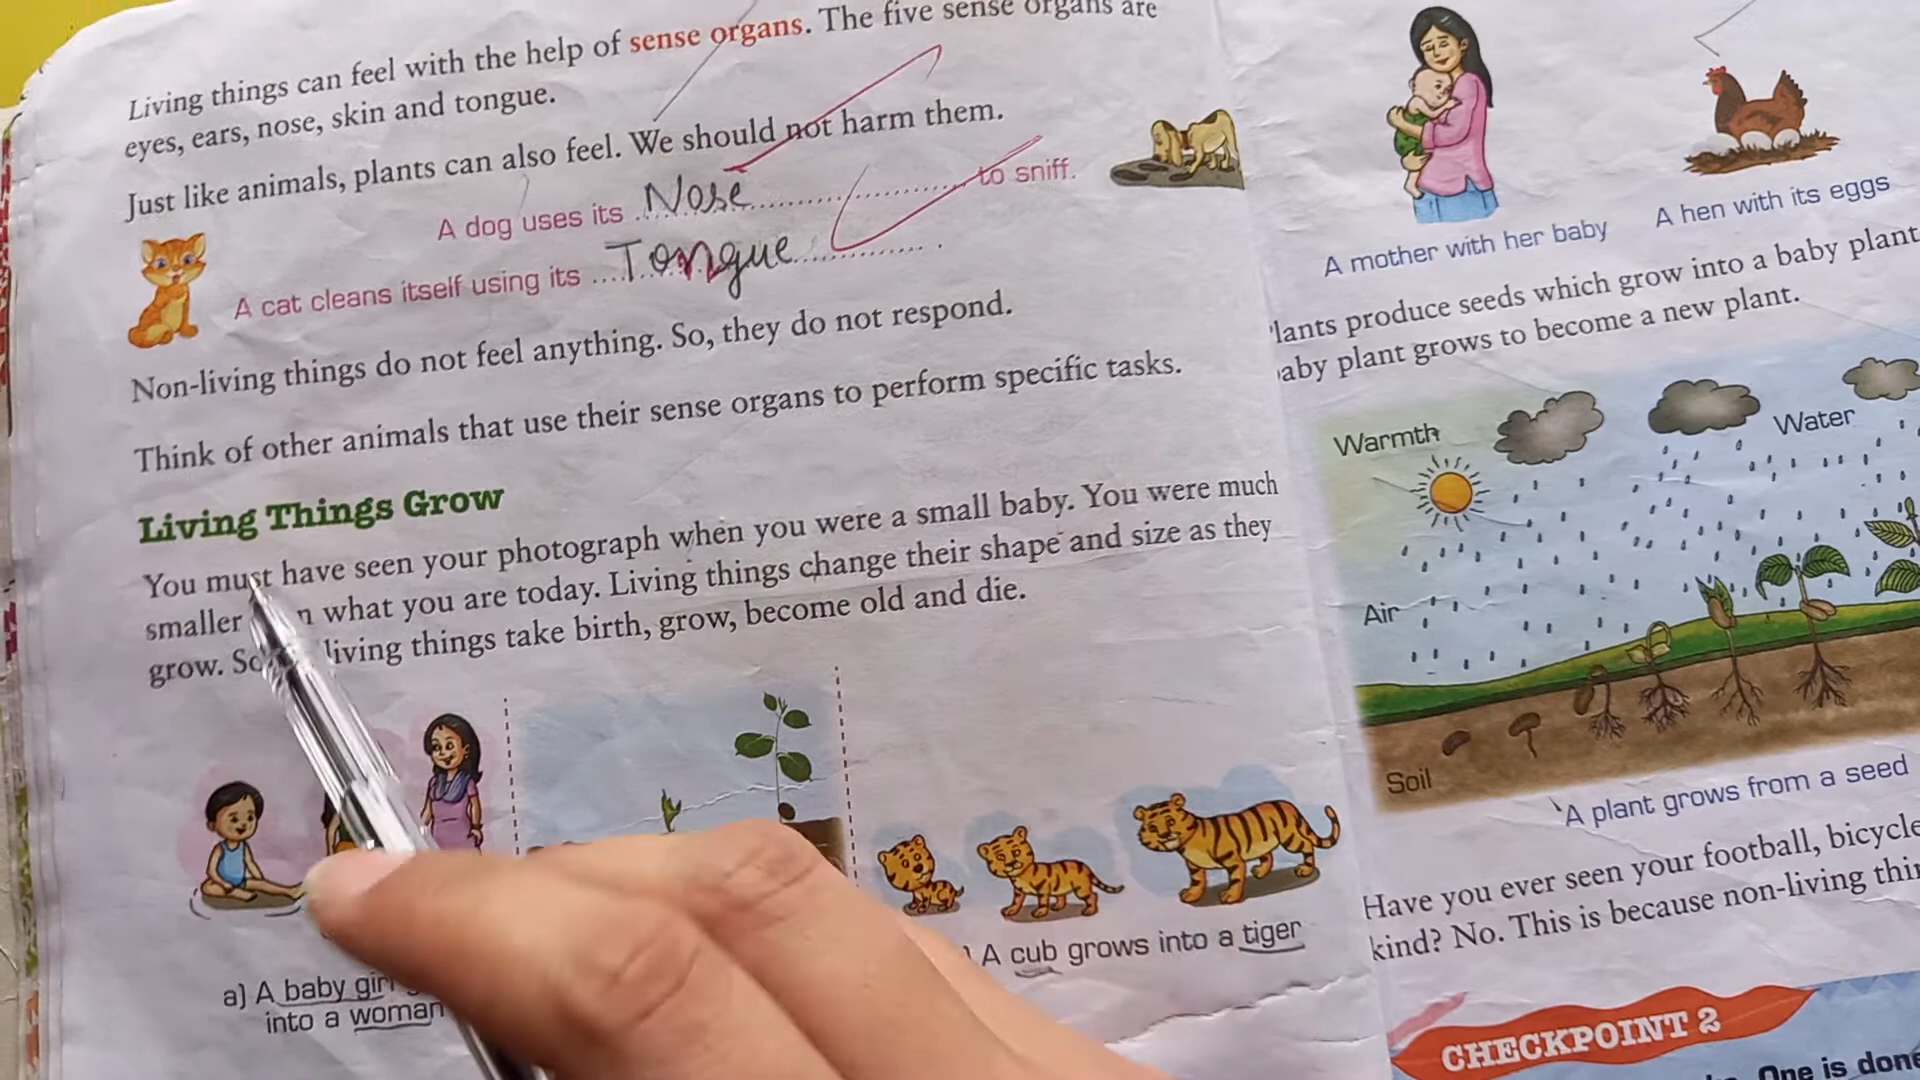 Living things can feel with the help of sense organs. The five sense organs are
eyes, ears, nose, skin and tongue.
Just like animals, plants can also feel. We should not harm them.
A dog uses its Nose to sniff.
A cat cleans itself using its Tongue.
Non-living things do not feel anything. So, they do not respond.
Think of other animals that use their sense organs to perform specific tasks.
Living Things Grow
You must have seen your photograph when you were a small baby. You were much
smaller what you are today. Living things change their shape and size as they
grow. living things take birth, grow, become old and die.
a) A baby girl
into a woman
A cub grows into a tiger
A mother with her baby
A hen with its eggs
produce seeds which grow into a baby plant
plant grows to become a new plant.
Warmth
Water
Air
Soil
A plant grows from a seed
Have you ever seen your football, bicycle
kind? No. This is because non-living
CHECKPOINT 2
One is done